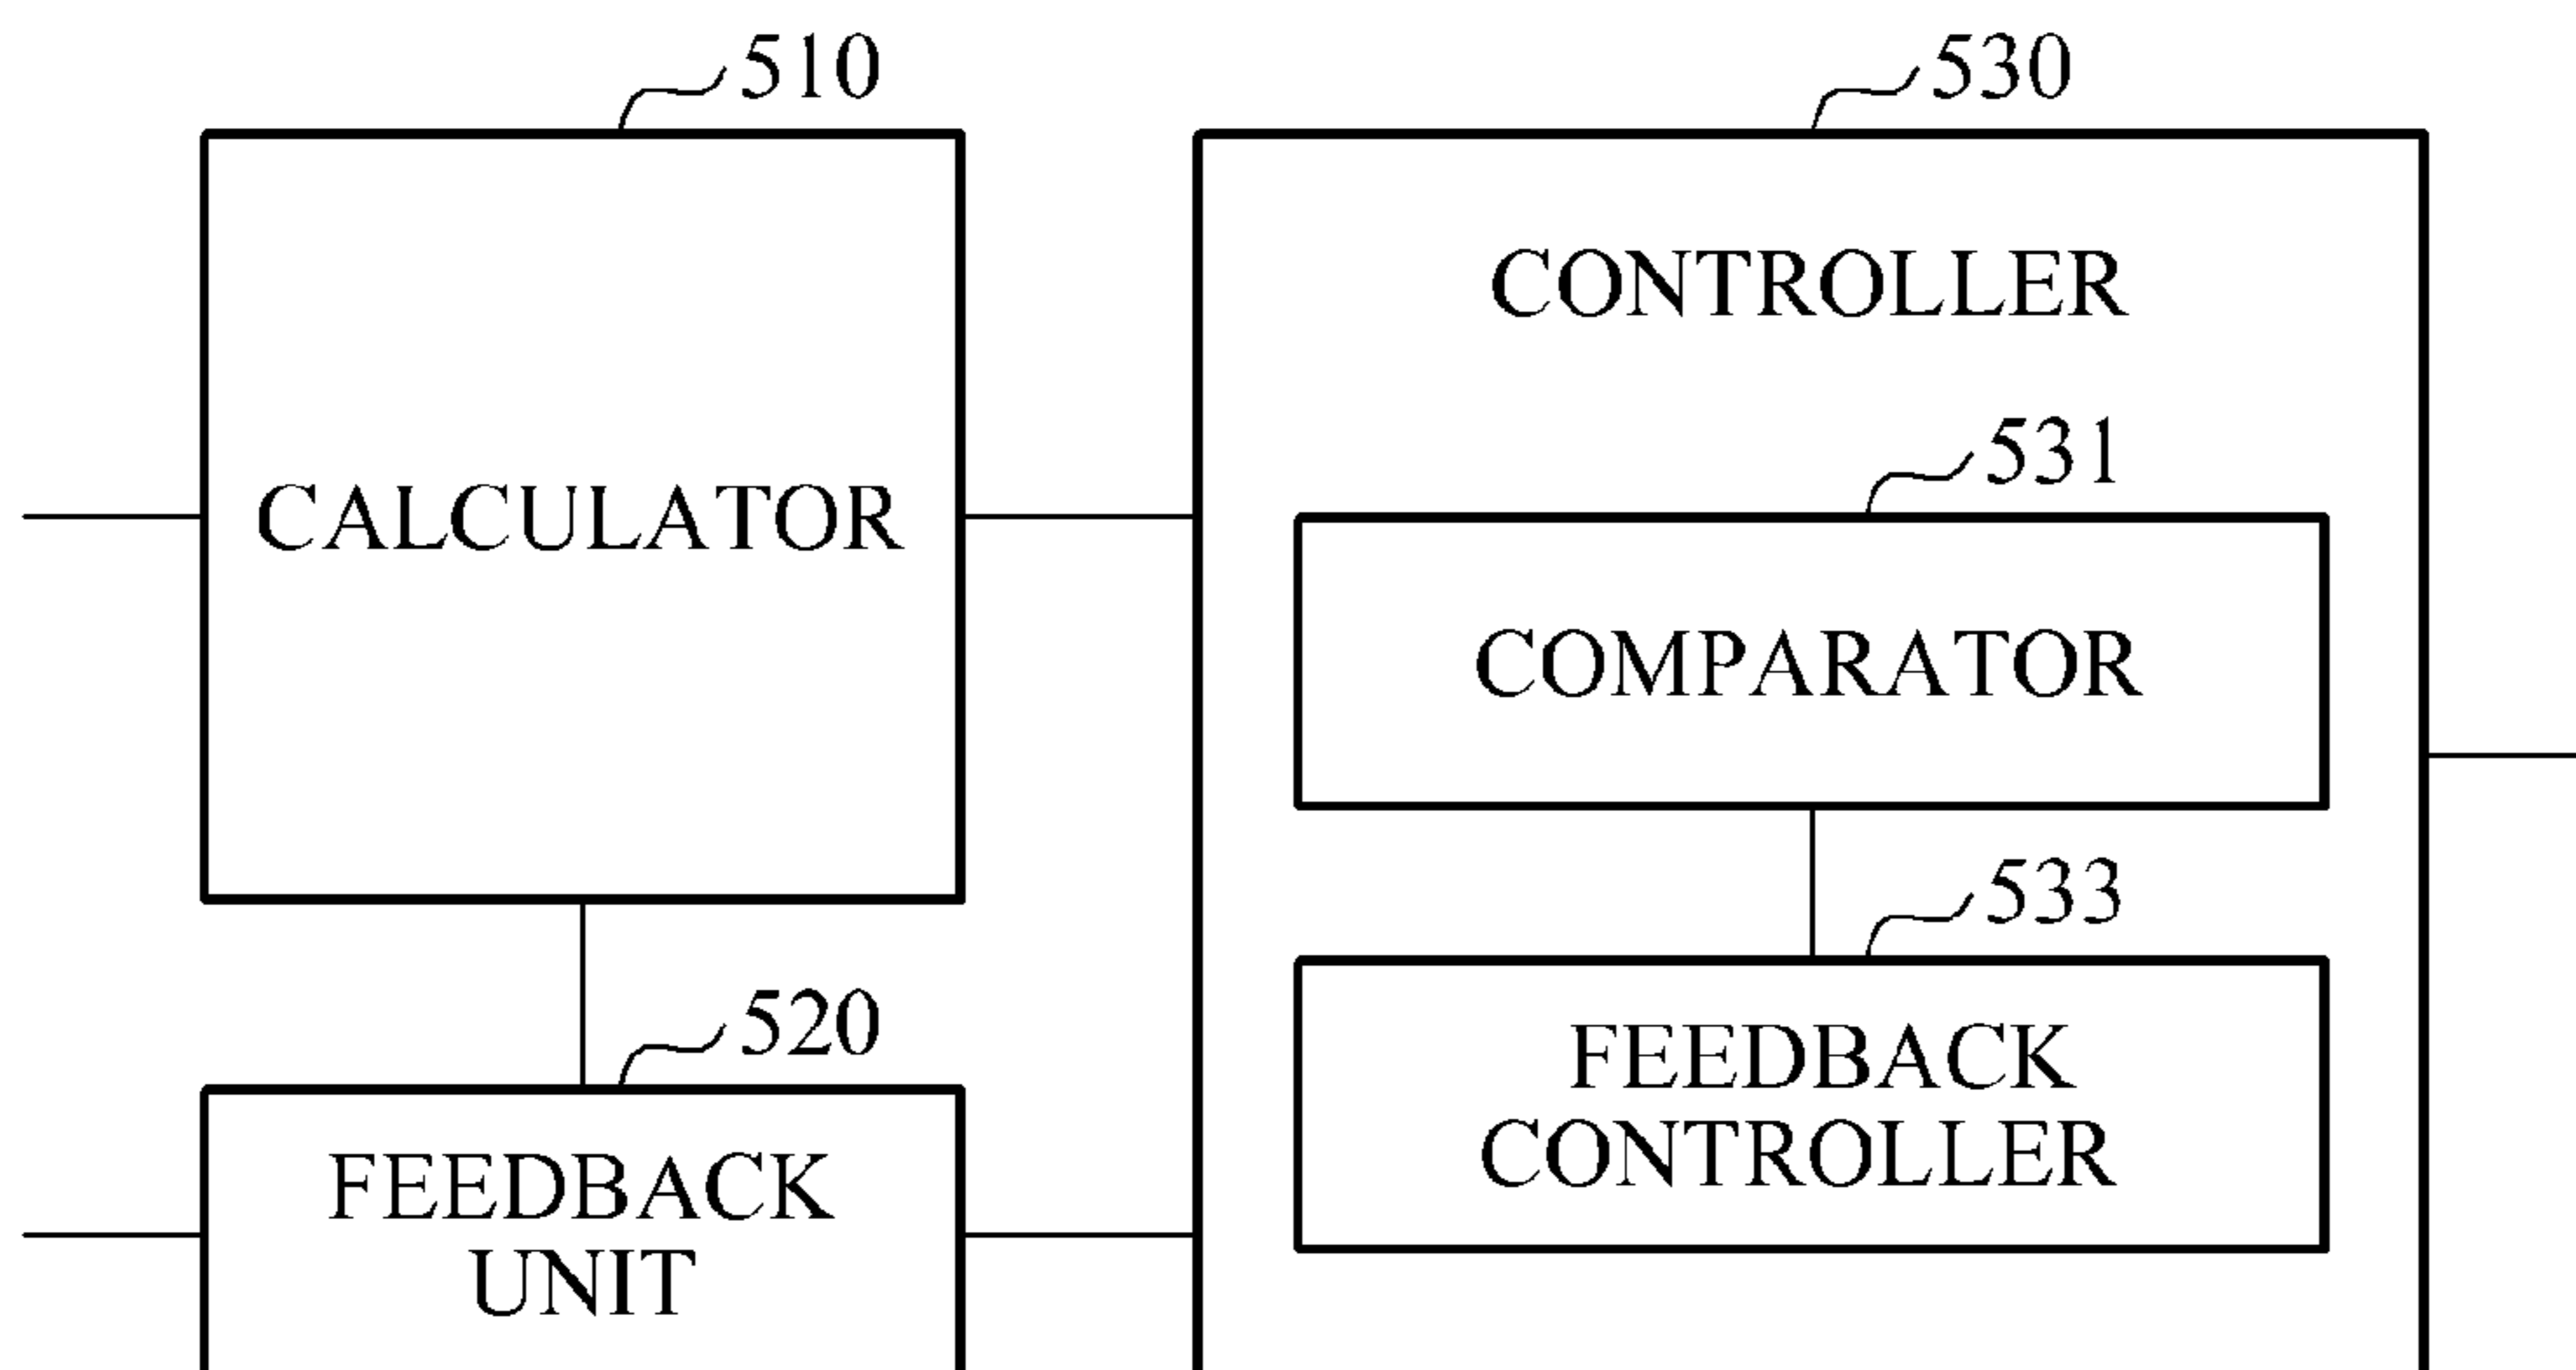 510
CALCULATOR
520
FEEDBACK
UNIT
530
CONTROLLER
531
COMPARATOR
533
FEEDBACK
CONTROLLER